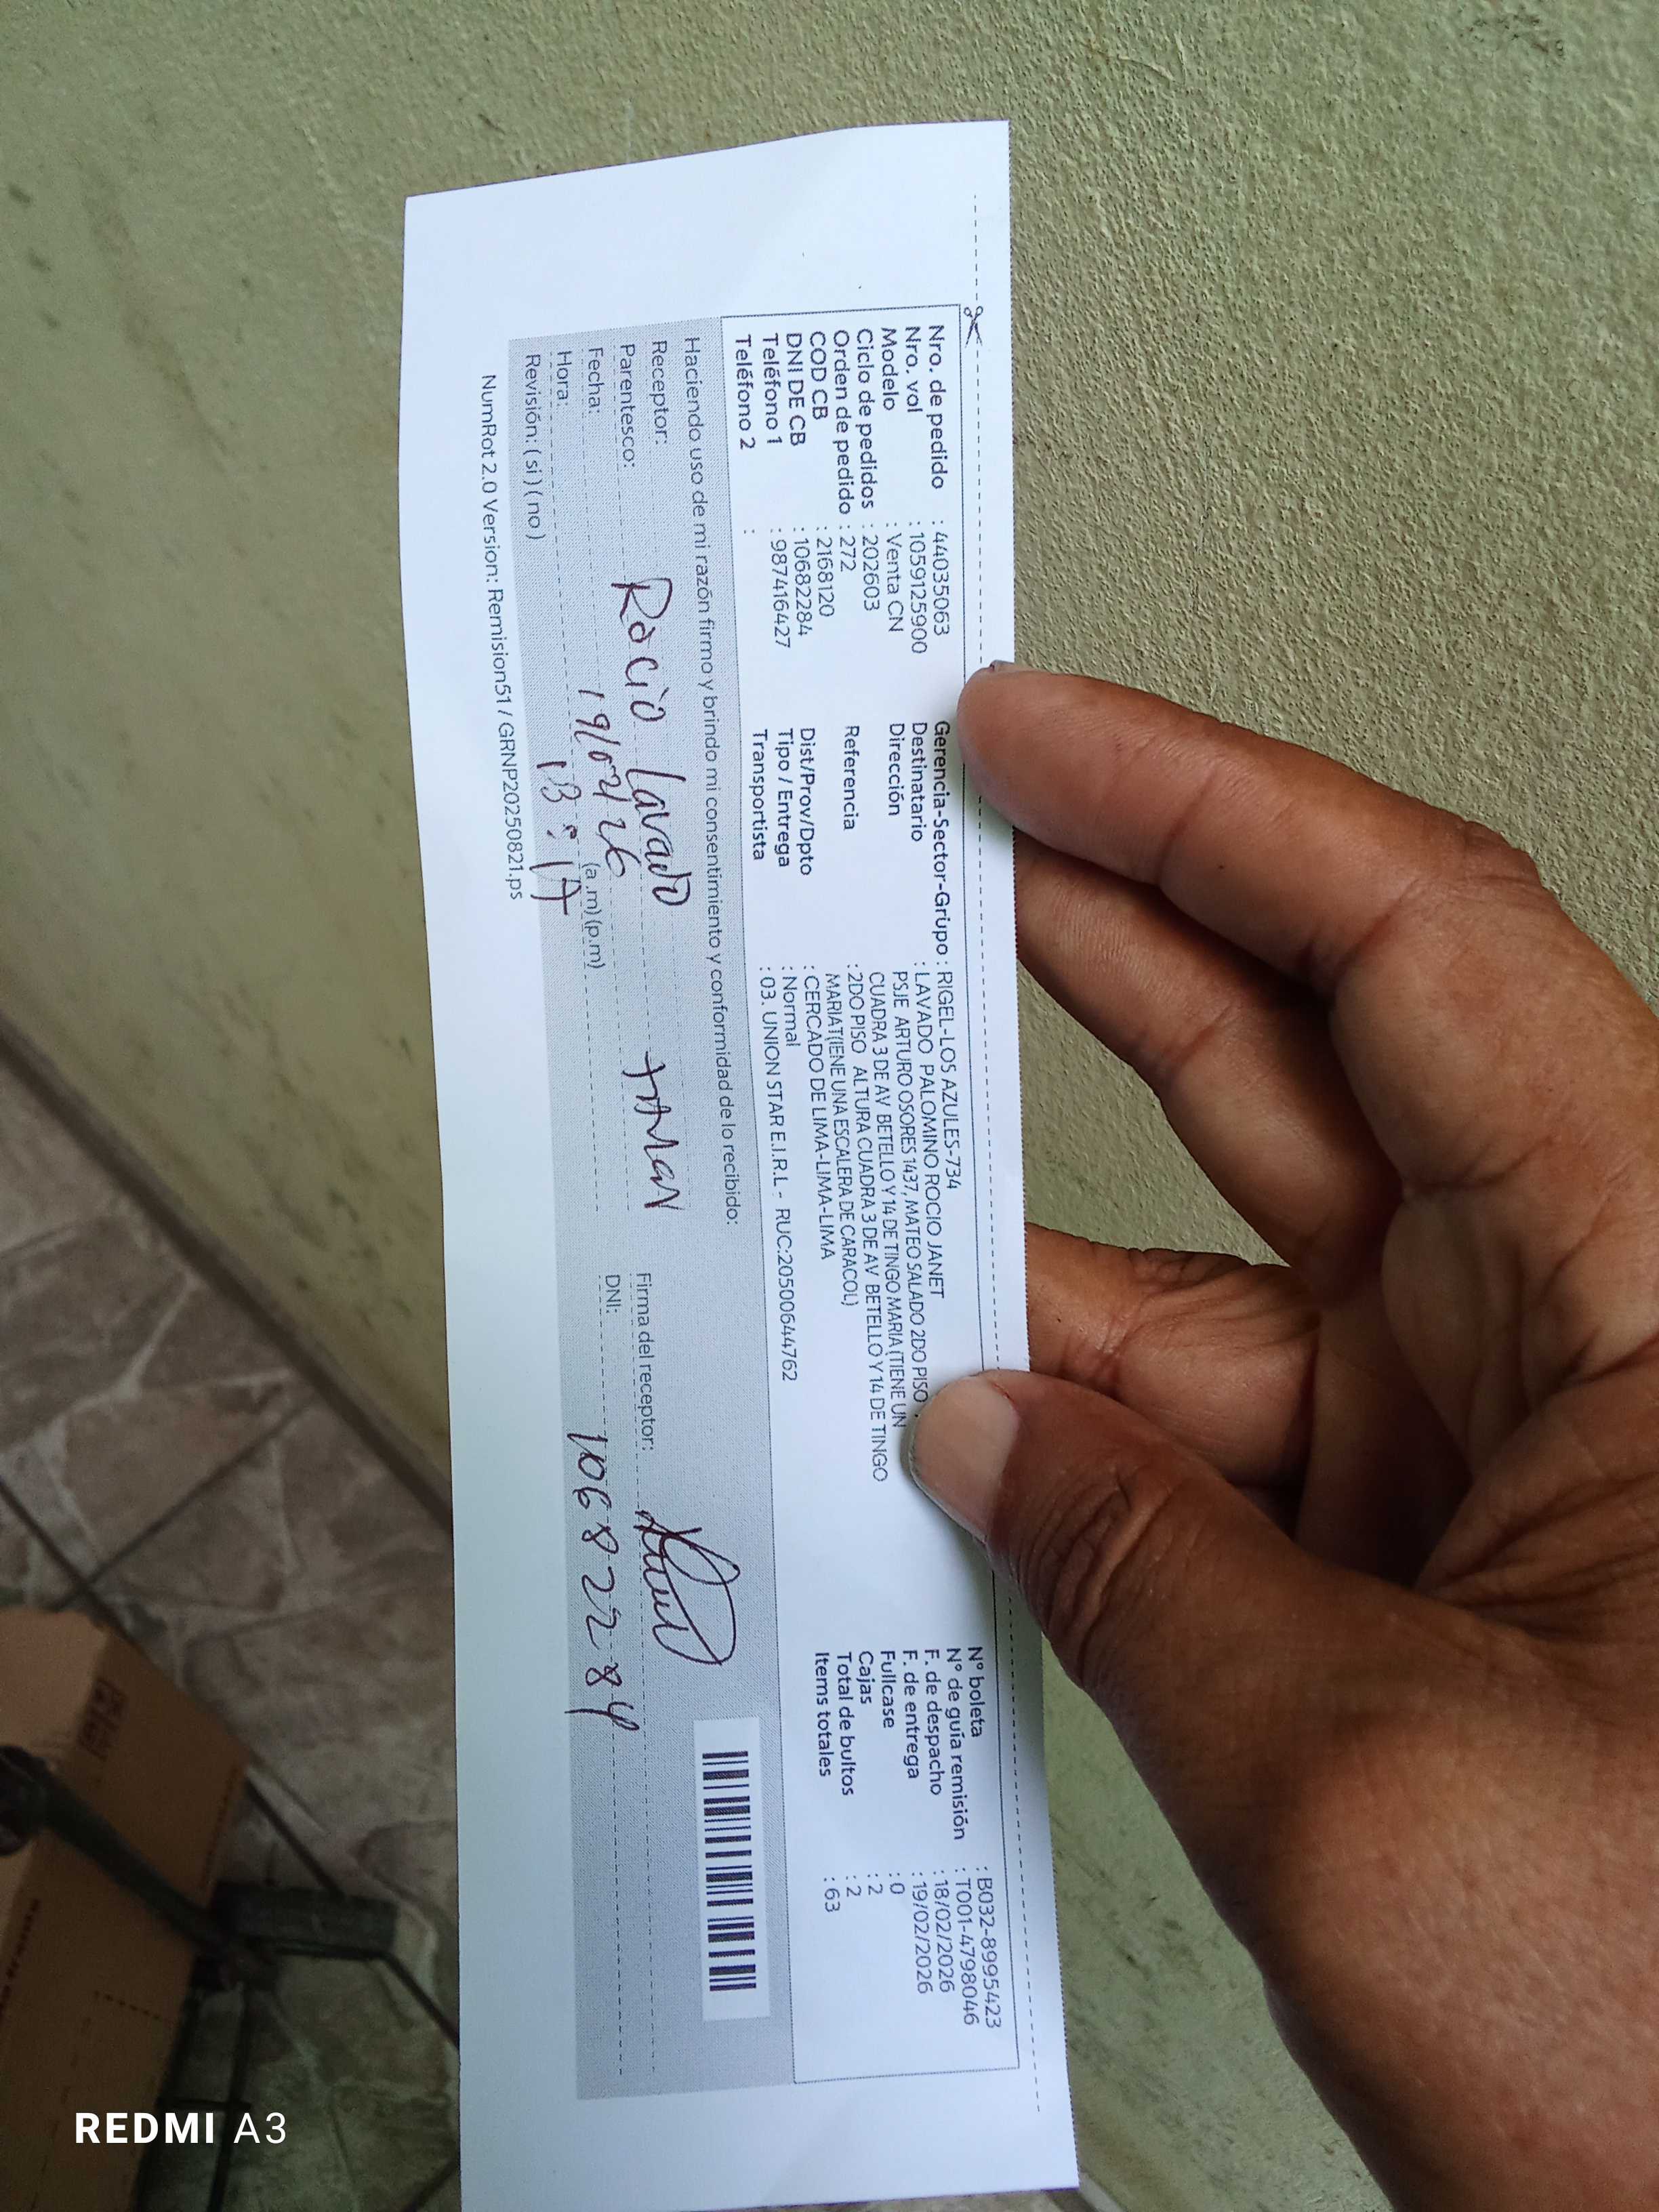 Nro. de pedido : 44035063
Nro. vol : 1059125900
Modelo : Venta CN
Ciclo de pedidos : 202603
Orden de pedido : 272
COD CB : 2168120
DNI DE CB : 10682284
Teléfono 1 : 987416427
Teléfono 2 :
Gerencia-Sector-Grupo : RIGEL-LOS AZULES-734
Destinatario : LAVADO PALOMINO ROCIO JANET
Dirección PSJE ARTURO OSORES 1437, MATEO SALADO 2DO PISO .
CUADRA 3 DE AV BETELLO Y 14 DE TINGO MARIA (TIENE UN
Referencia : 2DO PISO ALTURA CUADRA 3 DE AV BETELLO Y 14 DE TINGO
MARIAT(IENE UNA ESCALERA DE CARACOL)
Dist/Prov/Dpto : CERCADO DE LIMA-LIMA-LIMA
Tipo / Entrega : Normal
Transportista : 03. UNION STAR E.I.R.L - RUC:20500644762
N° boleta : B032-8995423
N° de guía remisión : T001-4798046
F. de despacho : 18/02/2026
F. de entrega : 19/02/2026
Fullcase : 0
Cajas : 2
Total de bultos : 2
Items totales : 63
Haciendo uso de mi razón firmo y brindo mi consentimiento y conformidad de lo recibido:
Receptor: Rocio Lavado
Parentesco:
Fecha: 19/02/26
Hora: (a.m)(p.m)
Revisión: ( si ) ( no )
Firma del receptor:
DNI: 10682284
NumRot 2.0 Version: Remision51 / GRNP20250821.ps
REDMI A3